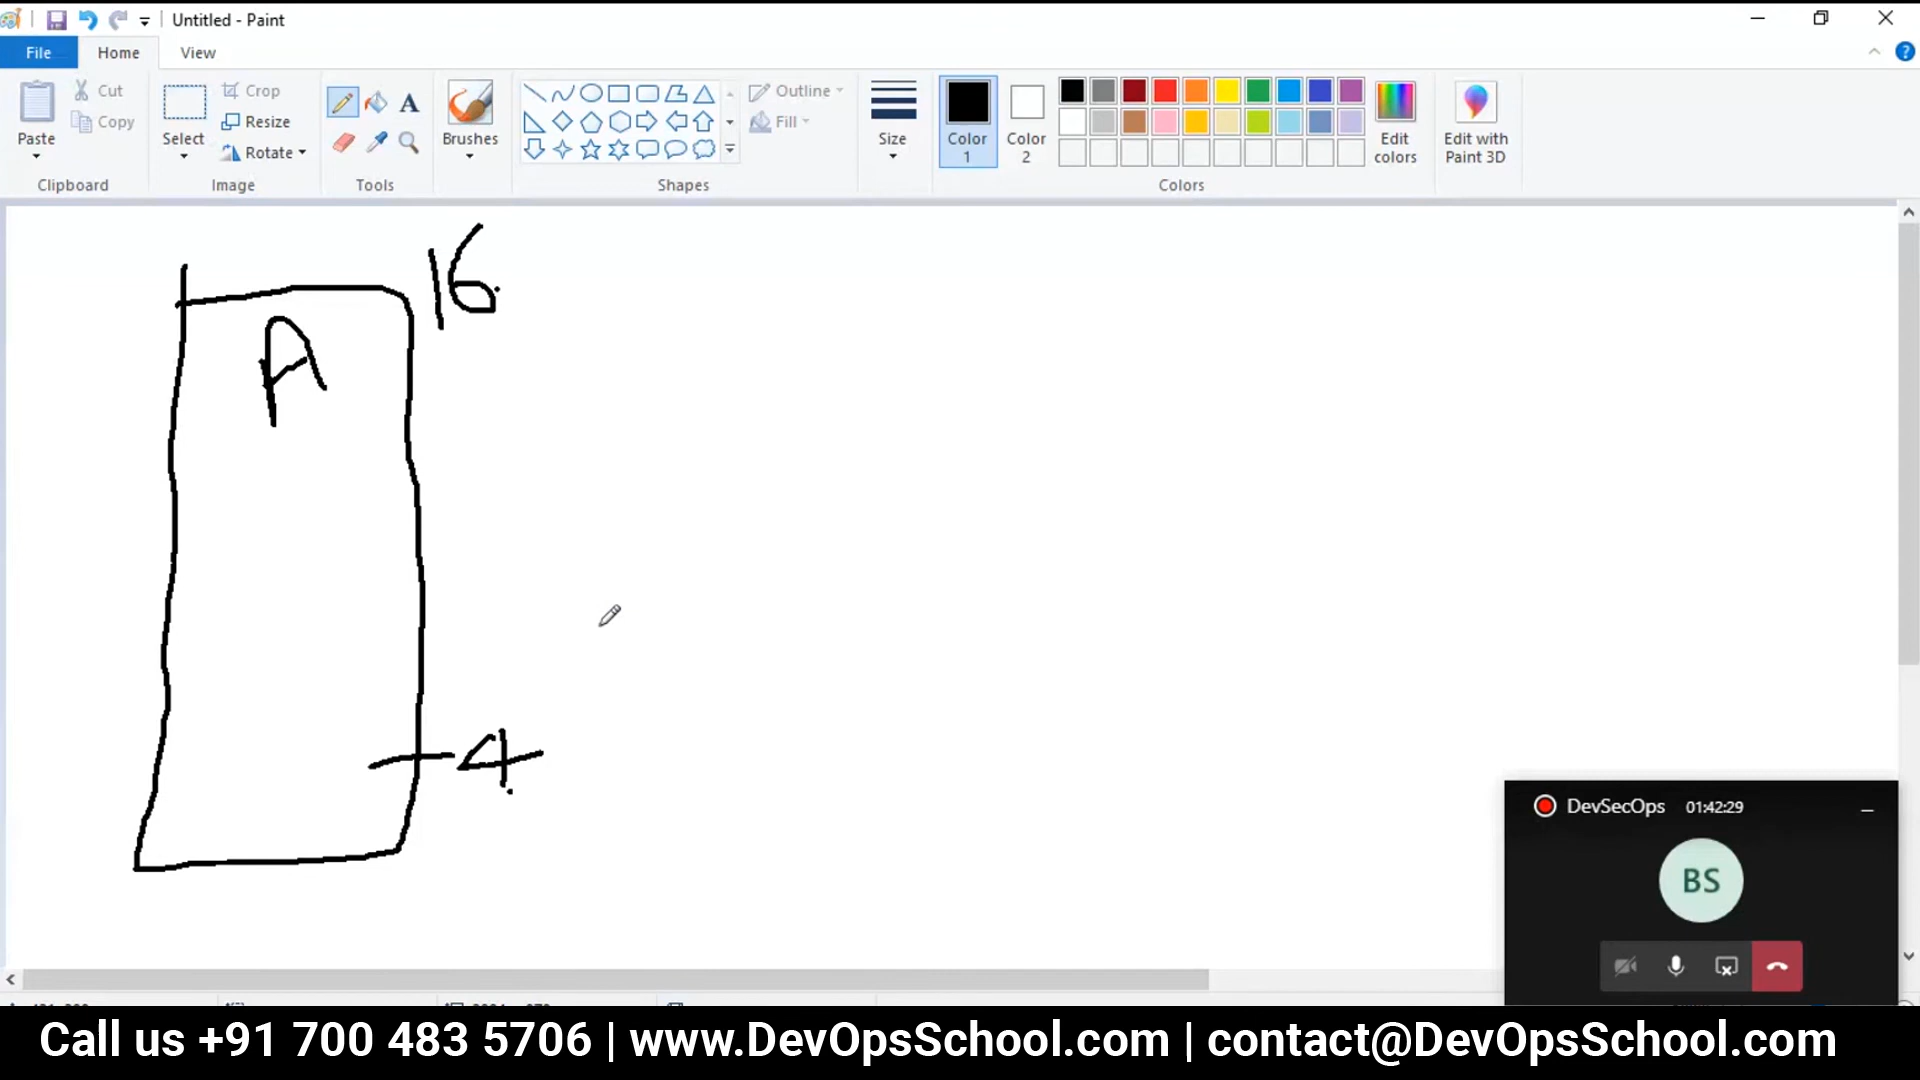 Untitled - Paint
File Home View
Paste
Cut
Copy
Clipboard
Select
Crop
Resize
Rotate
Image
A
Tools
Brushes
Outline
Fill
Shapes
Size
Color 1
Color 2
Edit colors
Colors
Edit with Paint 3D
?
16.
A
4.
DevSecOps 01:42:29
BS
Call us +91 700 483 5706 | www.DevOpsSchool.com | contact@DevOpsSchool.com